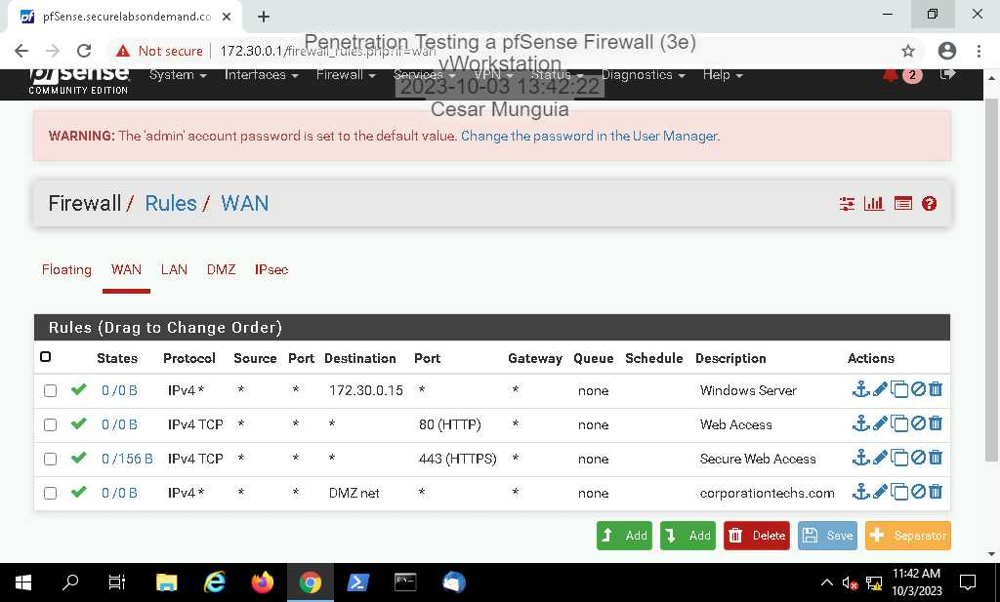 pfSense.securelabsondemand.co
Not secure
172.30.0.1/firewall_rules.php?if=wan
Penetration Testing a pfSense Firewall (3e)
vWorkstation
2023-10-03 13:42:22
Cesar Munguia
pfsense
COMMUNITY EDITION
System Interfaces Firewall Services VPN Status Diagnostics Help 2
WARNING: The 'admin' account password is set to the default value. Change the password in the User Manager.
Firewall / Rules / WAN
Floating WAN LAN DMZ IPsec
Rules (Drag to Change Order)
States Protocol Source Port Destination Port Gateway Queue Schedule Description Actions
0 /0 B IPv4 * * * 172.30.0.15 * * none Windows Server
0 /0 B IPv4 TCP * * * 80 (HTTP) * none Web Access
0 /156 B IPv4 TCP * * * 443 (HTTPS) * none Secure Web Access
0 /0 B IPv4 * * * DMZ net * * none corporationtechs.com
Add Add Delete Save Separator
11:42 AM
10/3/2023